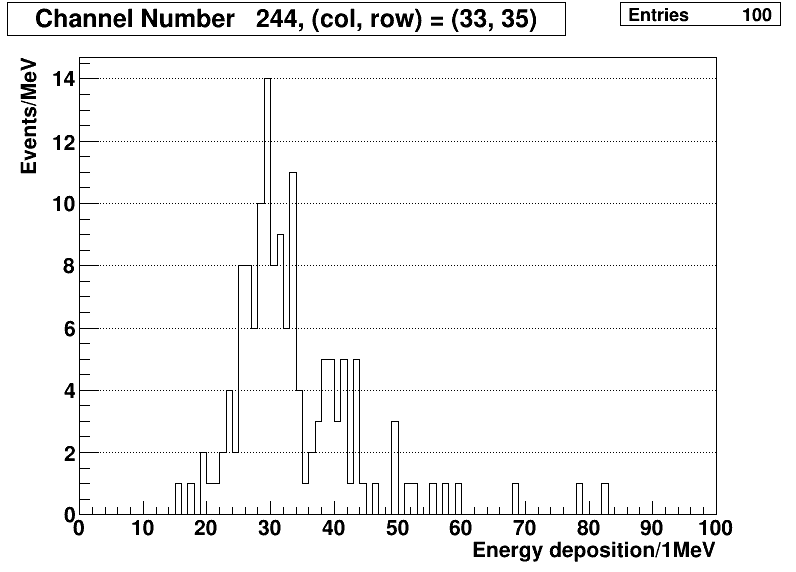 Channel Number 244, (col, row) = (33, 35)
Entries 100
Events/MeV
14
12
10
8
6
4
2
0
0 10 20 30 40 50 60 70 80 90 100
Energy deposition/1MeV